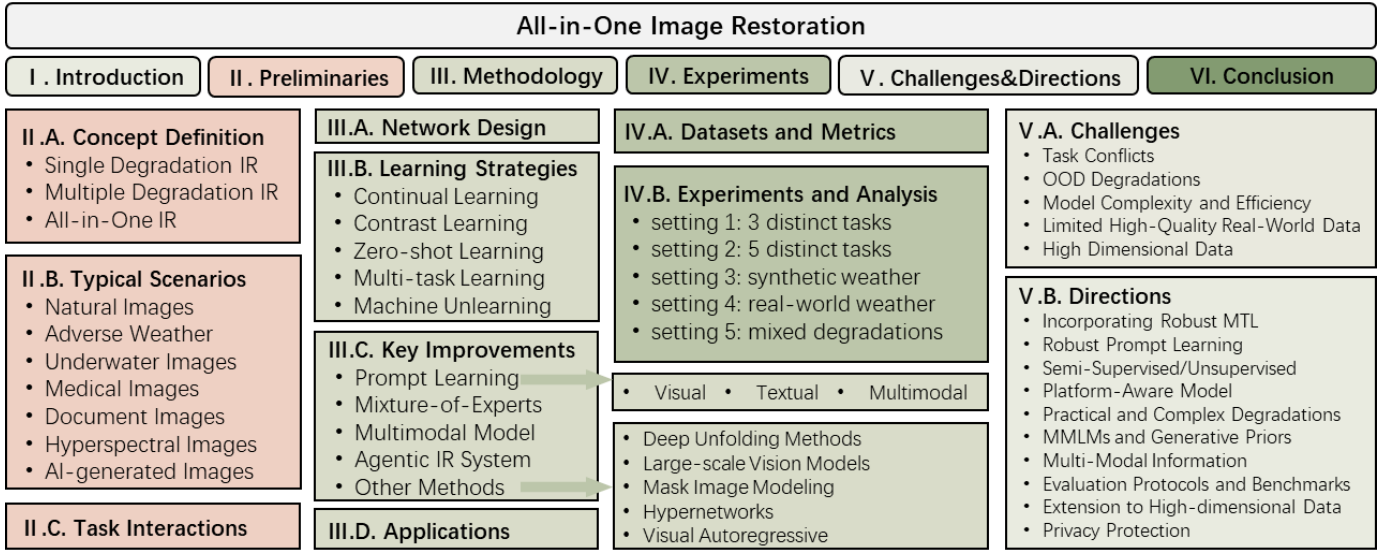 All-in-One Image Restoration
I . Introduction
II . Preliminaries
III. Methodology
IV. Experiments
V . Challenges&Directions
VI. Conclusion
II .A. Concept Definition
• Single Degradation IR
• Multiple Degradation IR
• All-in-One IR
II .B. Typical Scenarios
• Natural Images
• Adverse Weather
• Underwater Images
• Medical Images
• Document Images
• Hyperspectral Images
• AI-generated Images
II .C. Task Interactions
III.A. Network Design
III.B. Learning Strategies
• Continual Learning
• Contrast Learning
• Zero-shot Learning
• Multi-task Learning
• Machine Unlearning
III.C. Key Improvements
• Prompt Learning
• Mixture-of-Experts
• Multimodal Model
• Agentic IR System
• Other Methods
III.D. Applications
IV.A. Datasets and Metrics
IV.B. Experiments and Analysis
• setting 1: 3 distinct tasks
• setting 2: 5 distinct tasks
• setting 3: synthetic weather
• setting 4: real-world weather
• setting 5: mixed degradations
• Visual • Textual • Multimodal
• Deep Unfolding Methods
• Large-scale Vision Models
• Mask Image Modeling
• Hypernetworks
• Visual Autoregressive
V .A. Challenges
• Task Conflicts
• OOD Degradations
• Model Complexity and Efficiency
• Limited High-Quality Real-World Data
• High Dimensional Data
V .B. Directions
• Incorporating Robust MTL
• Robust Prompt Learning
• Semi-Supervised/Unsupervised
• Platform-Aware Model
• Practical and Complex Degradations
• MMLMs and Generative Priors
• Multi-Modal Information
• Evaluation Protocols and Benchmarks
• Extension to High-dimensional Data
• Privacy Protection